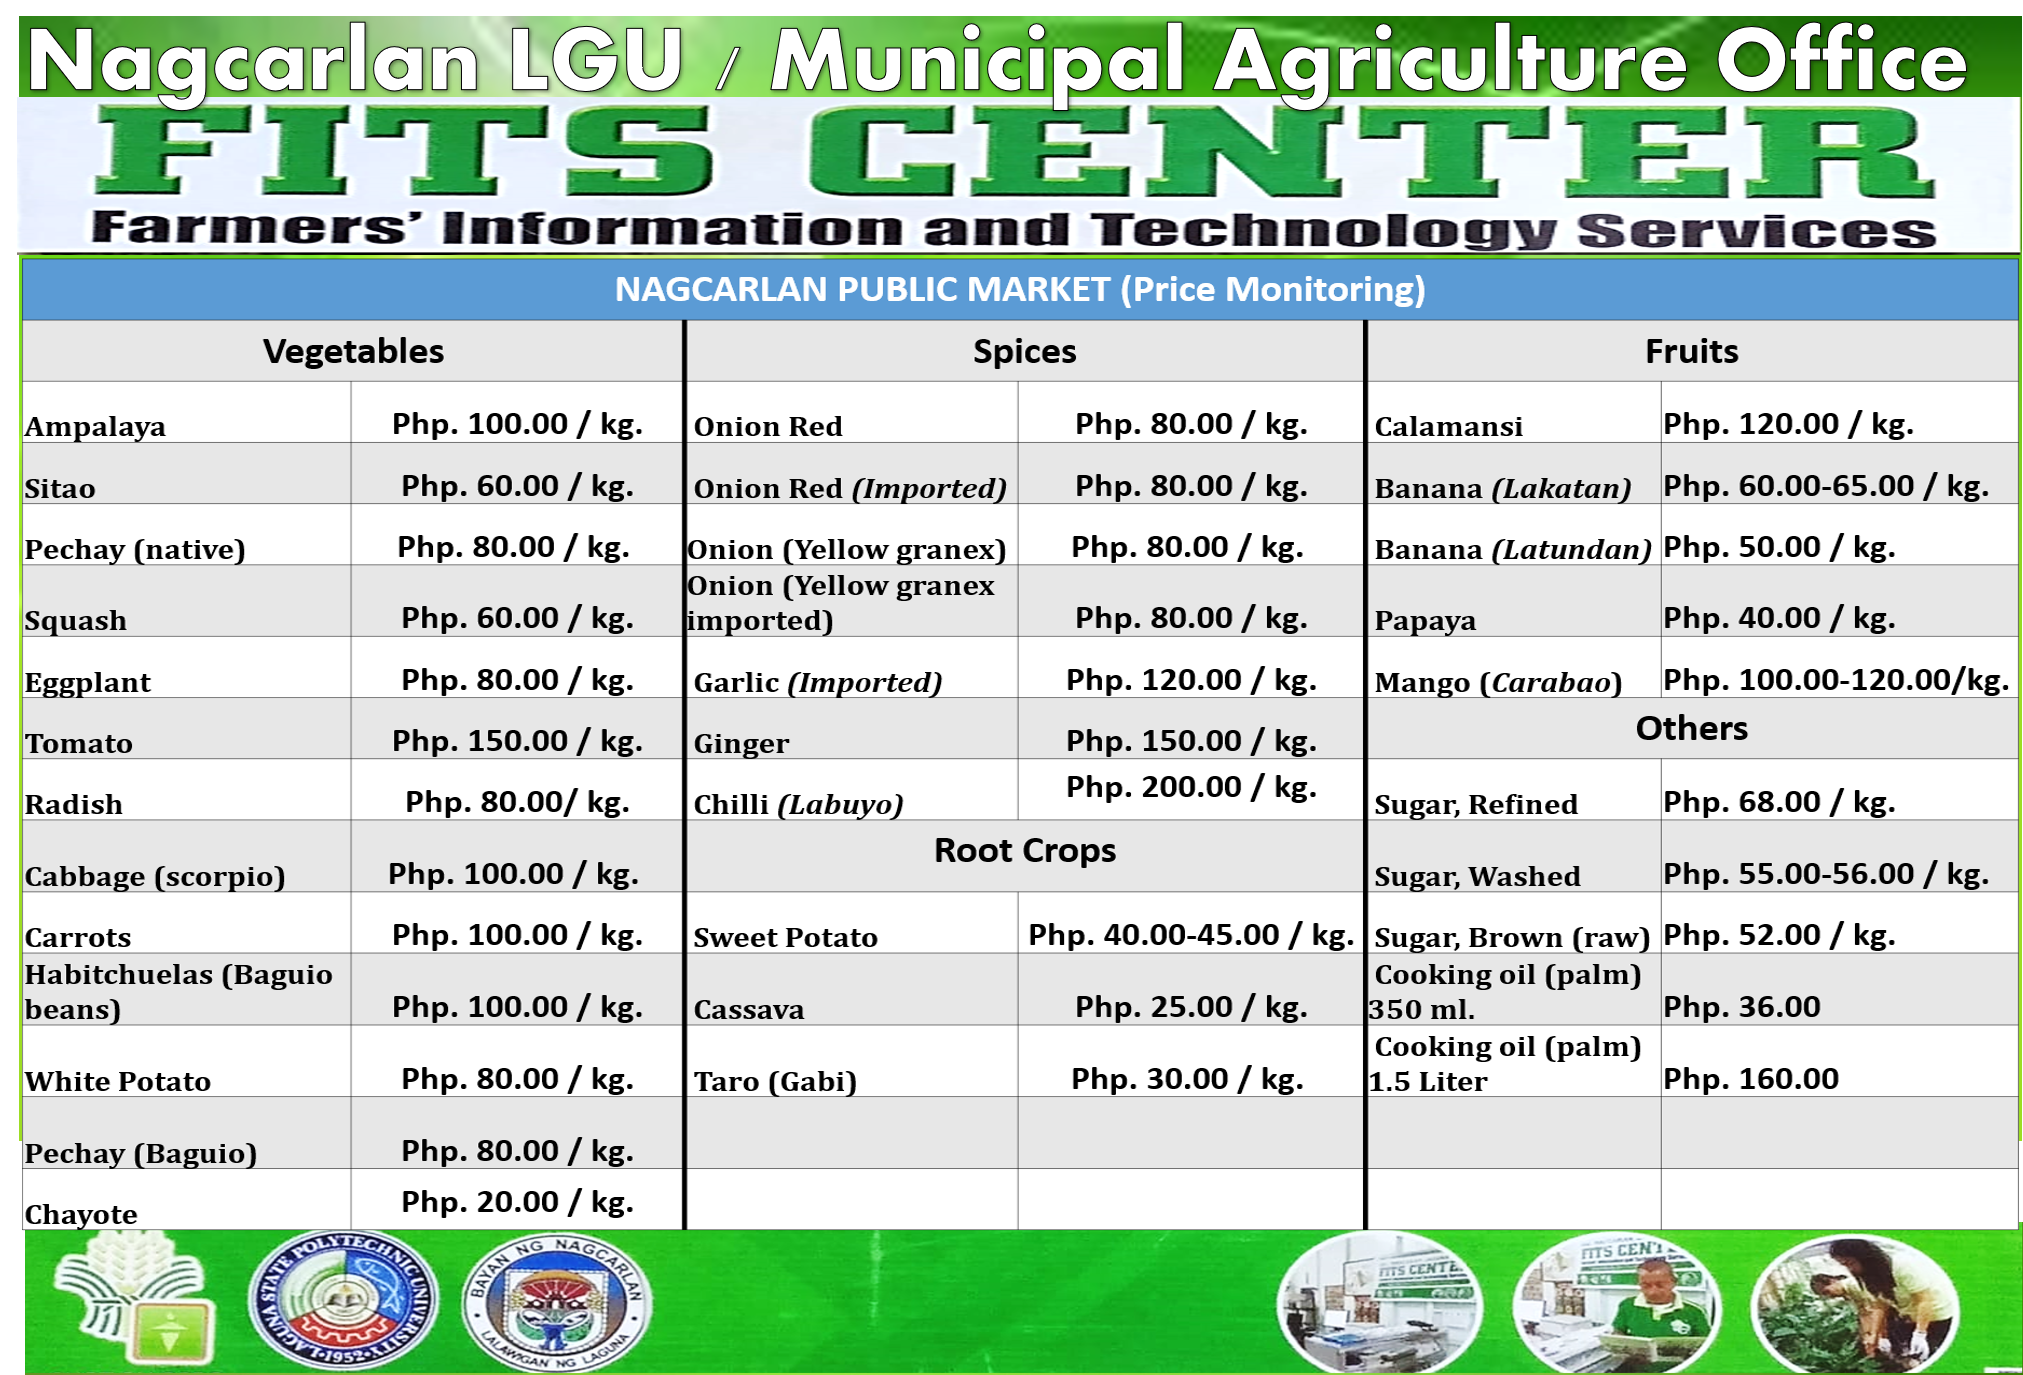 Nagcarlan LGU / Municipal Agriculture Office
FITS CENTER
Farmers' Information and Technology Services
NAGCARLAN PUBLIC MARKET (Price Monitoring)
Vegetables Spices Fruits
Ampalaya Php. 100.00 / kg. Onion Red Php. 80.00 / kg. Calamansi Php. 120.00 / kg.
Sitao Php. 60.00 / kg. Onion Red (Imported) Php. 80.00 / kg. Banana (Lakatan) Php. 60.00-65.00 / kg.
Pechay (native) Php. 80.00 / kg. Onion (Yellow granex) Php. 80.00 / kg. Banana (Latundan) Php. 50.00 / kg.
Onion (Yellow granex
Squash Php. 60.00 / kg. imported) Php. 80.00 / kg. Papaya Php. 40.00 / kg.
Eggplant Php. 80.00 / kg. Garlic (Imported) Php. 120.00 / kg. Mango (Carabao) Php. 100.00-120.00/kg.
Tomato Php. 150.00 / kg. Ginger Php. 150.00 / kg. Others
Radish Php. 80.00/ kg. Chilli (Labuyo) Php. 200.00 / kg. Sugar, Refined Php. 68.00 / kg.
Cabbage (scorpio) Php. 100.00 / kg. Root Crops Sugar, Washed Php. 55.00-56.00 / kg.
Carrots Php. 100.00 / kg. Sweet Potato Php. 40.00-45.00 / kg. Sugar, Brown (raw) Php. 52.00 / kg.
Habitchuelas (Baguio Cooking oil (palm)
beans) Php. 100.00 / kg. Cassava Php. 25.00 / kg. 350 ml. Php. 36.00
Cooking oil (palm)
White Potato Php. 80.00 / kg. Taro (Gabi) Php. 30.00 / kg. 1.5 Liter Php. 160.00
Pechay (Baguio) Php. 80.00 / kg.
Chayote Php. 20.00 / kg.
LAGUNA STATE POLYTECHNIC UNIVERSITY
1952
BAYAN NG NAGCARLAN
LALAWIGAN NG LAGUNA
FITS CENTE
FITS CEN